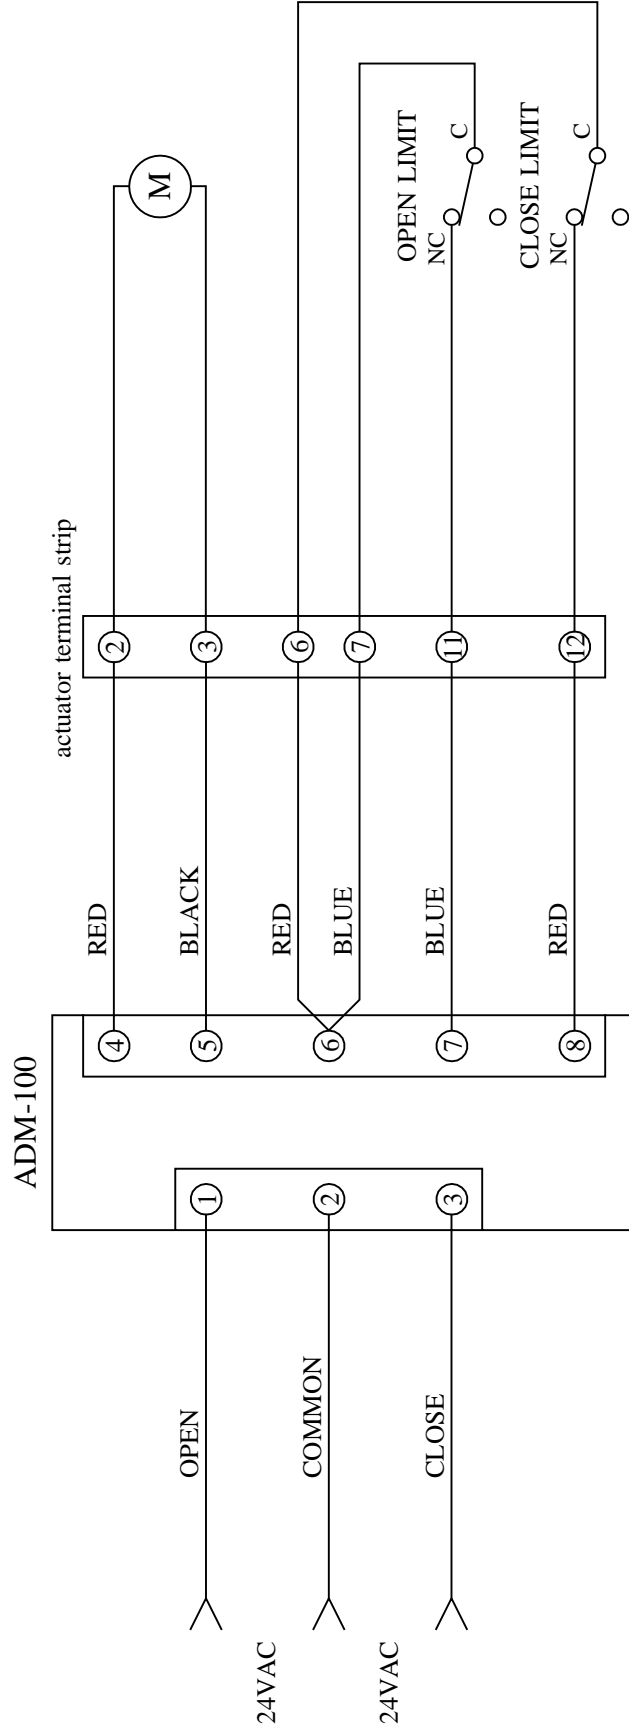 ADM-100
actuator terminal strip
24VAC
24VAC
OPEN
COMMON
CLOSE
1
2
3
4
5
6
7
8
RED
BLACK
RED
BLUE
BLUE
RED
2
3
6
7
11
12
M
OPEN LIMIT
NC
C
CLOSE LIMIT
NC
C